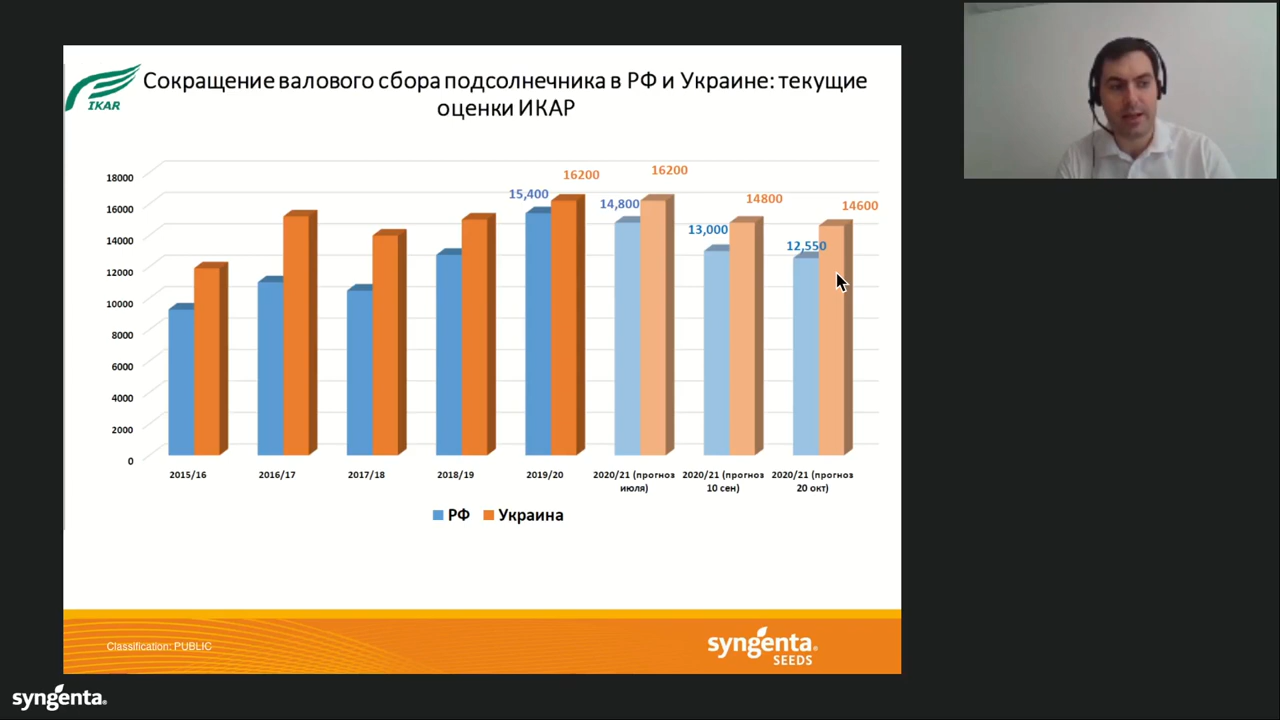 IKAR
Сокращение валового сбора подсолнечника в РФ и Украине: текущие
оценки ИКАР
18000
16000
14000
12000
10000
8000
6000
4000
2000
0
15,400
16200
14,800
16200
13,000
14800
12,550
14600
2015/16
2016/17
2017/18
2018/19
2019/20
2020/21 (прогноз
июля)
2020/21 (прогноз
10 сен)
2020/21 (прогноз
20 окт)
РФ Украина
Classification: PUBLIC
syngenta.
SEEDS
syngenta.